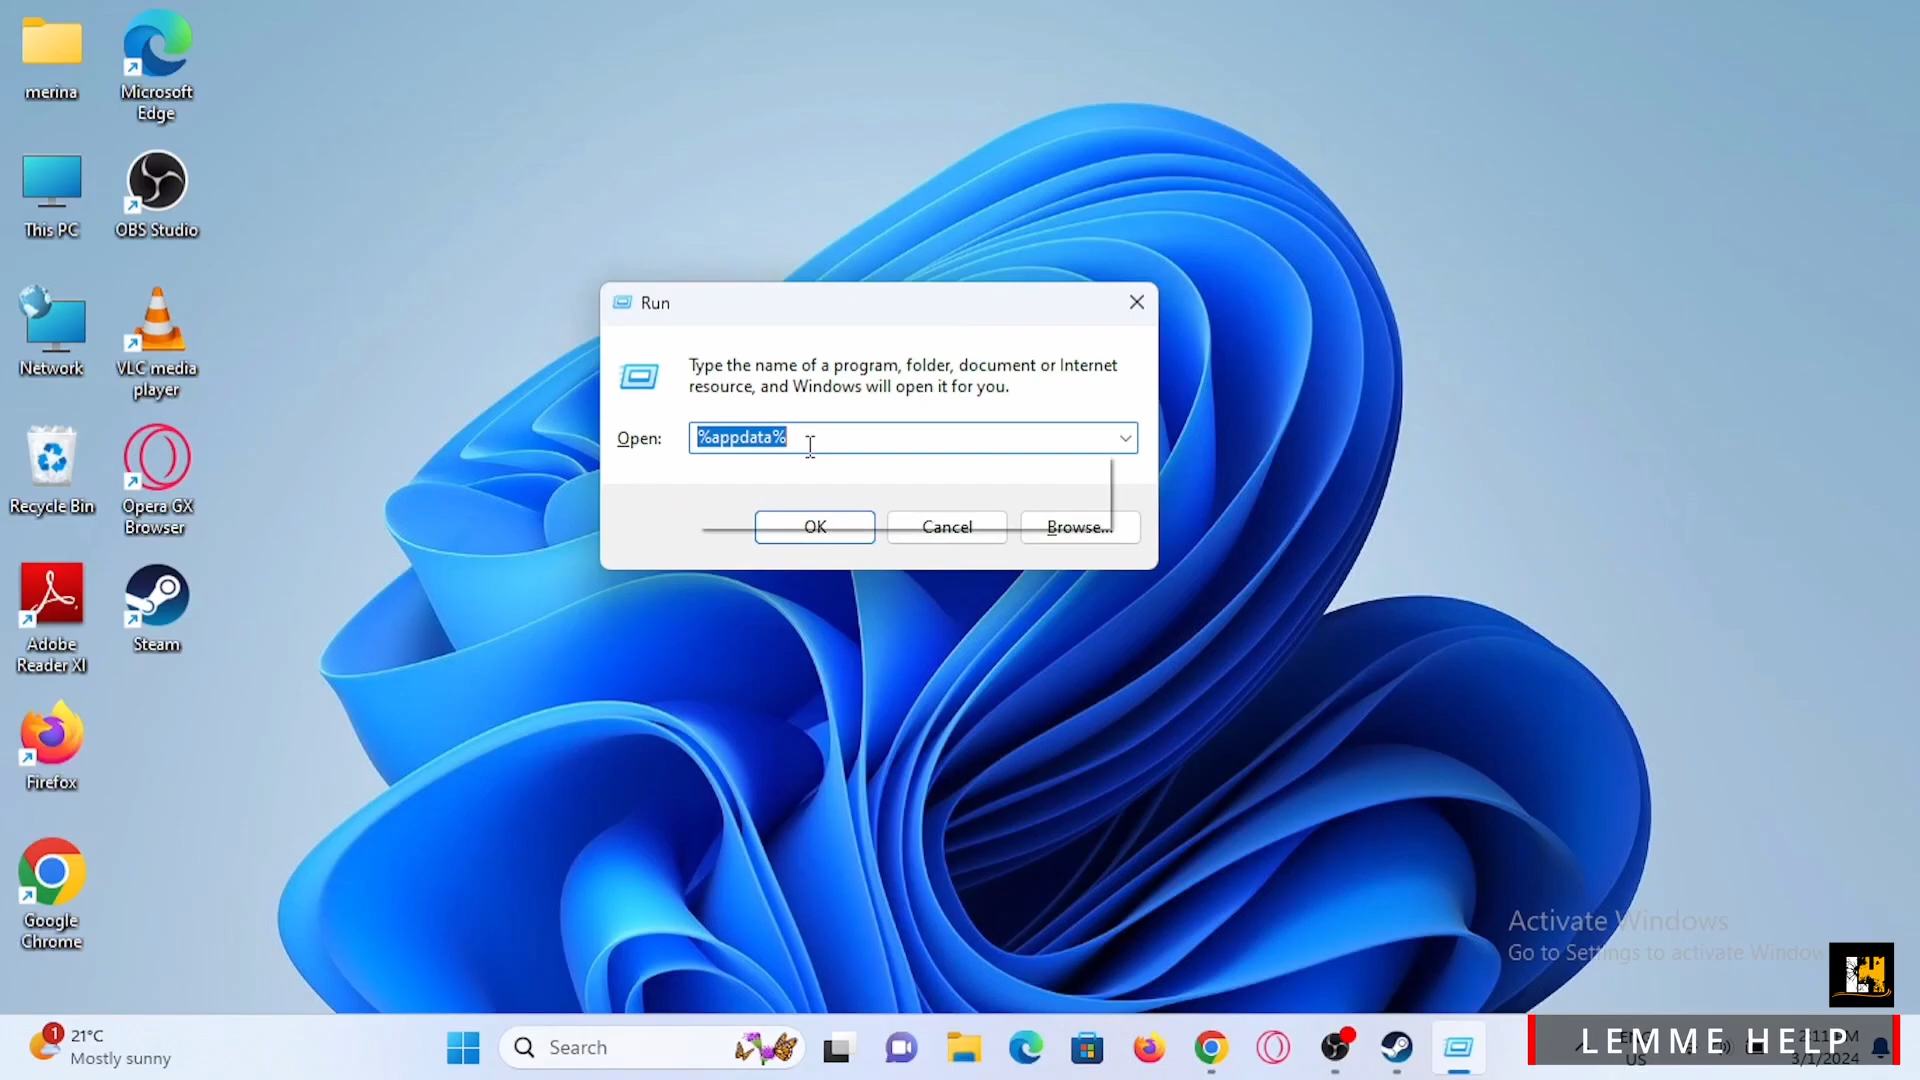 merina
Microsoft
Edge
This PC
OBS Studio
Network
VLC media
player
Recycle Bin
Opera GX
Browser
Adobe
Reader XI
Steam
Firefox
Google
Chrome
Run
Type the name of a program, folder, document or Internet
resource, and Windows will open it for you.
Open:
%appdata%
OK
Cancel
Browse...
Activate Windows
Go to Settings to activate Window
1
21°C
Mostly sunny
Search
LEMME HELP
US
3/1/2024